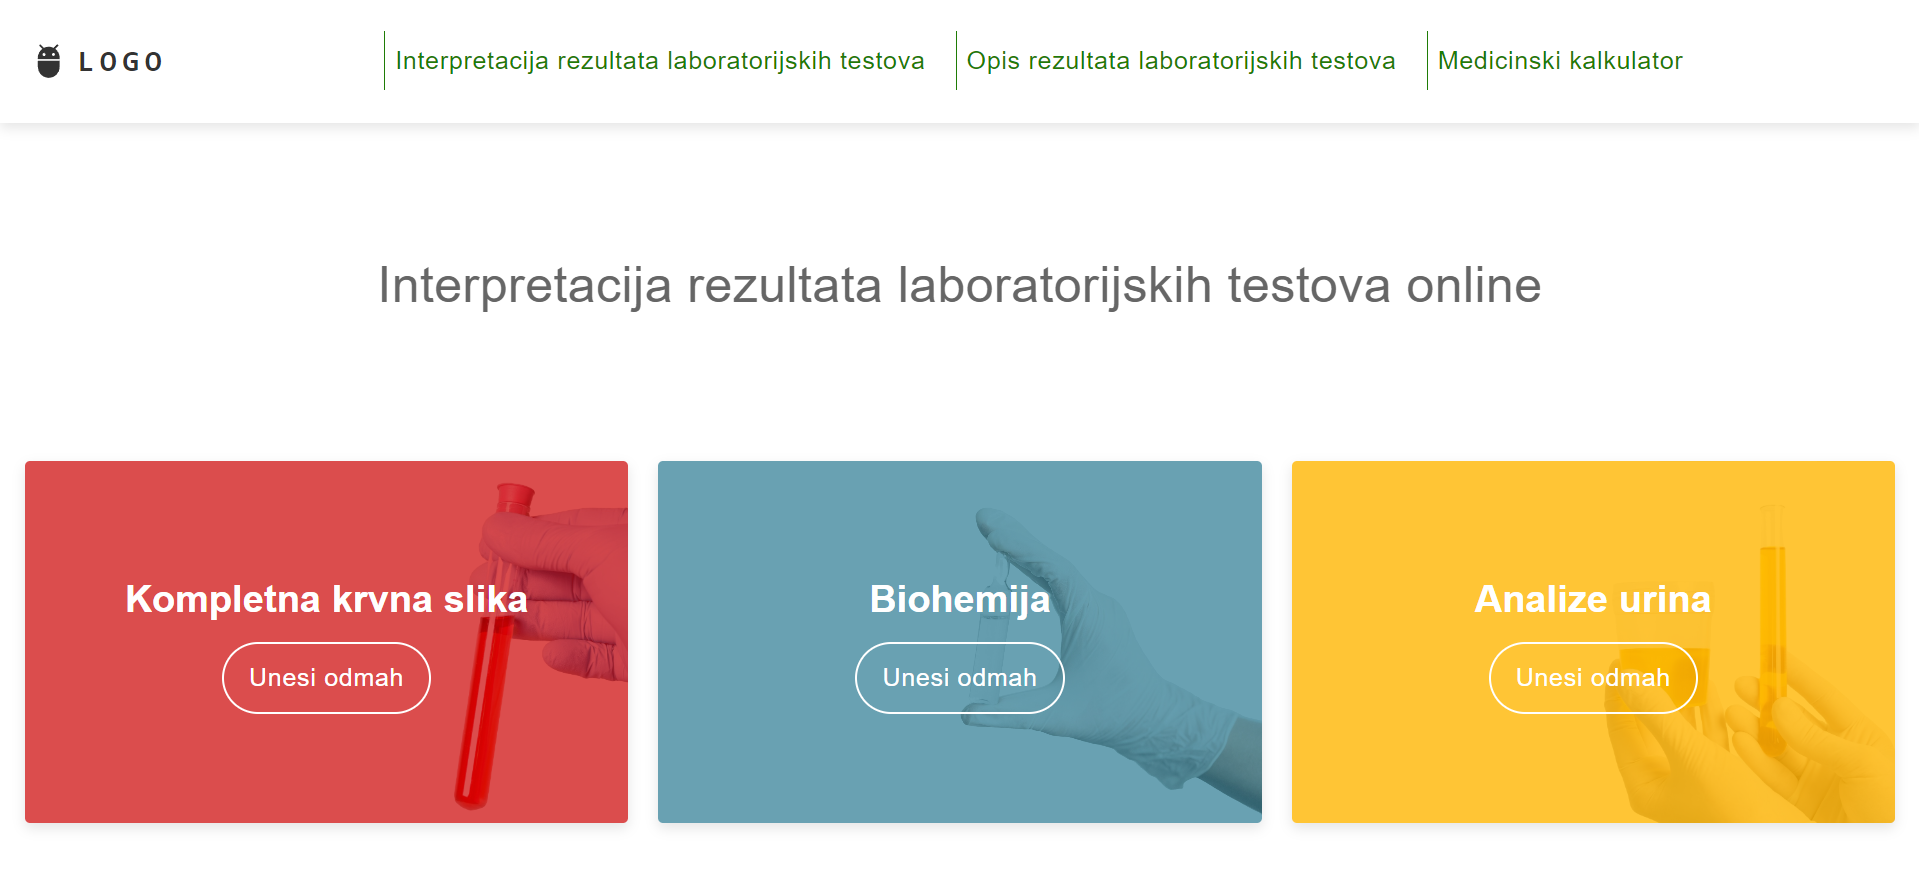 LOGO
Interpretacija rezultata laboratorijskih testova
Opis rezultata laboratorijskih testova
Medicinski kalkulator
Interpretacija rezultata laboratorijskih testova online
Kompletna krvna slika
Unesi odmah
Biohemija
Unesi odmah
Analize urina
Unesi odmah